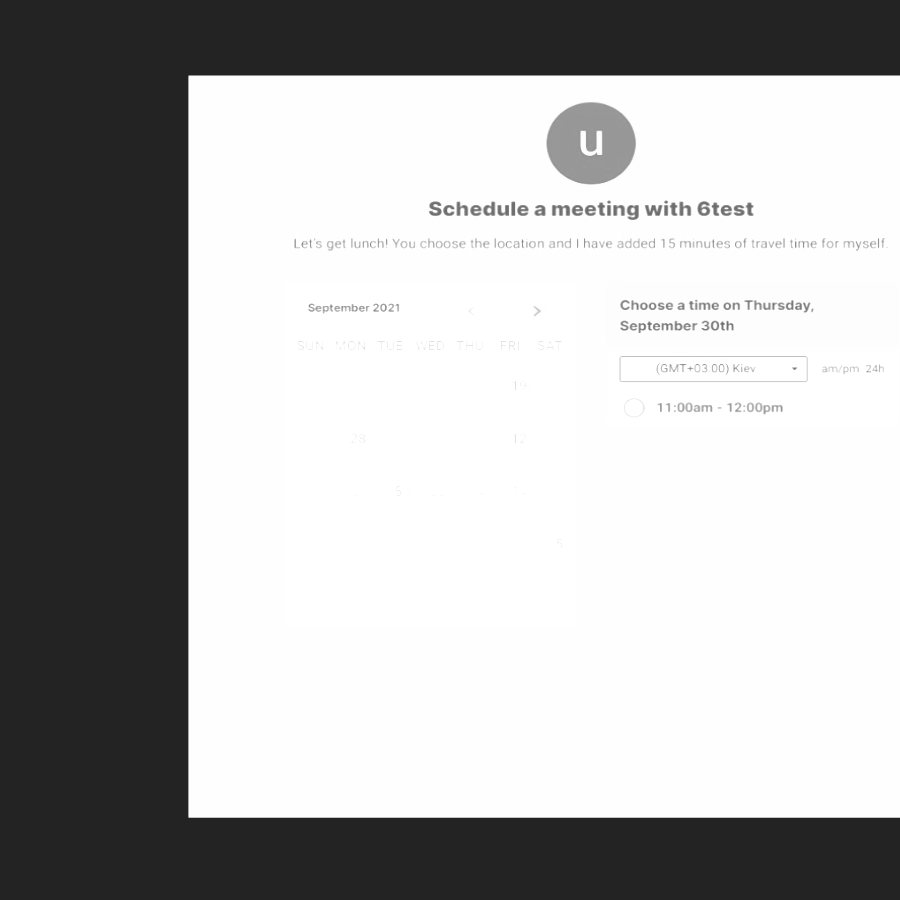 u
Schedule a meeting with 6test
Let's get lunch! You choose the location and I have added 15 minutes of travel time for myself.
September 2021
SUN MON TUE WED THU FRI SAT
28
5
Choose a time on Thursday,
September 30th
(GMT+03:00) Kiev
am/pm 24h
11:00am - 12:00pm